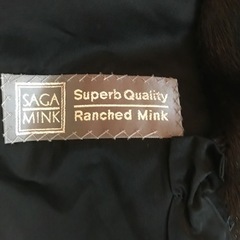 SAGA
MINK
Superb Quality
Ranched Mink